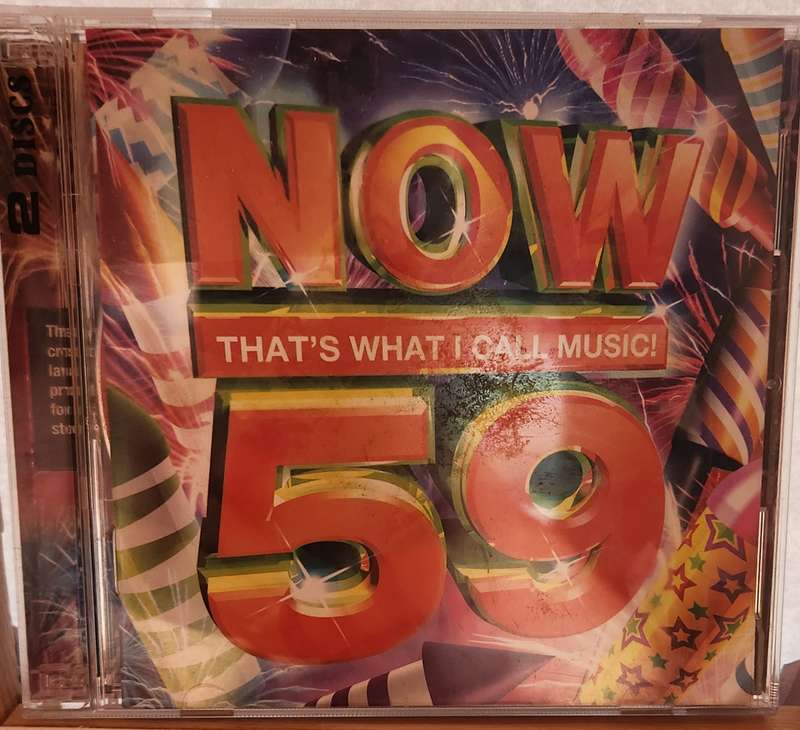 2 DISCS
NOW
THAT'S WHAT I CALL MUSIC!
59